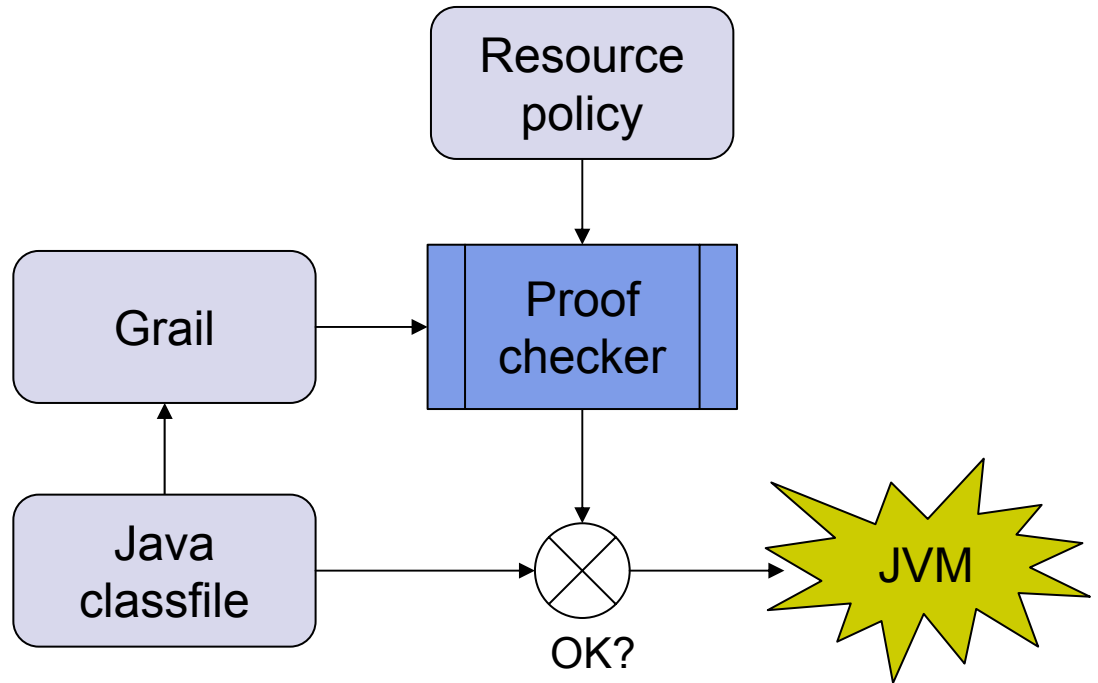 Resource
policy
Grail
Proof
checker
Java
classfile
OK?
JVM